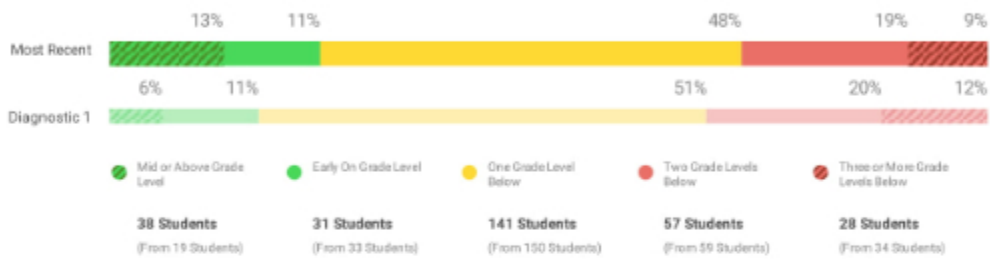 13% 11% 48% 19% 9%
Most Recent
6% 11% 51% 20% 12%
Diagnostic 1
Mid or Above Grade Level
Early On Grade Level
One Grade Level Below
Two Grade Levels Below
Three or More Grade Levels Below
38 Students
31 Students
141 Students
57 Students
28 Students
(From 19 Students)
(From 33 Students)
(From 150 Students)
(From 59 Students)
(From 34 Students)